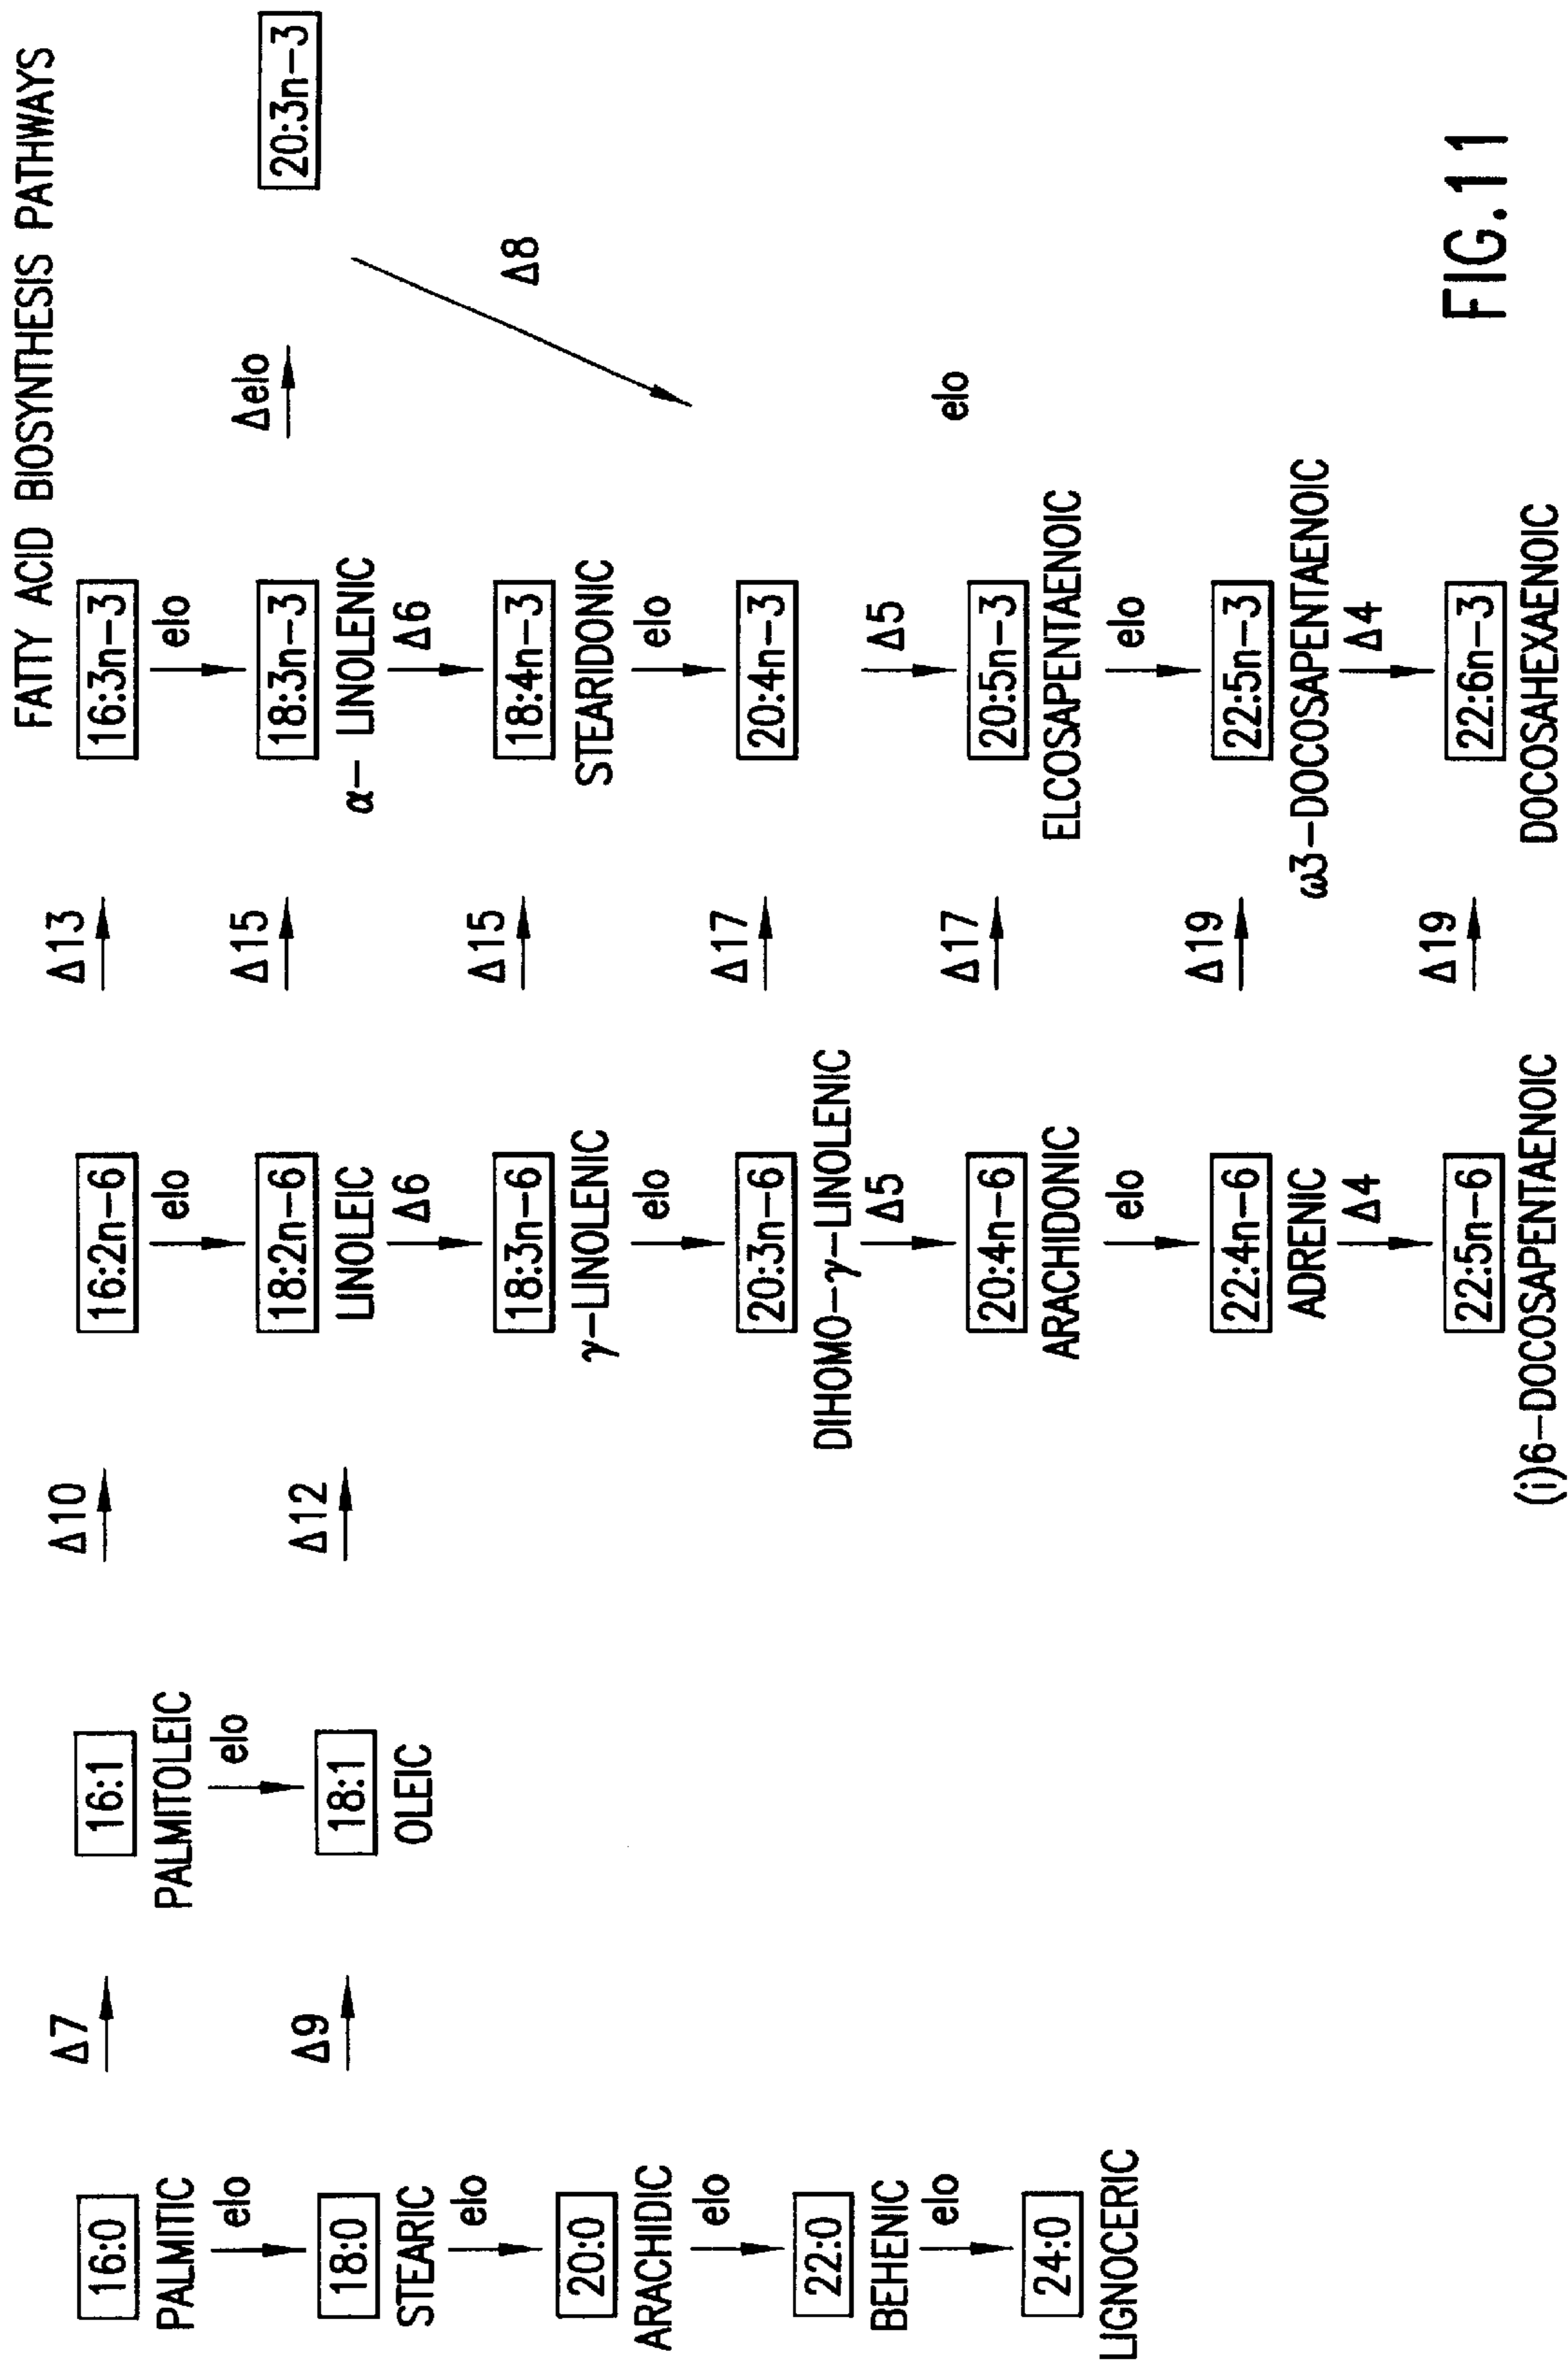 FATTY ACID BIOSYNTHESIS PATHWAYS
Δ7
Δ10
Δ13
16:0
16:1
16:2n-6
16:3n-3
PALMITIC
PALMITOLEIC
elo
elo
elo
elo
Δ9
Δ12
Δ15
Δelo
18:0
18:1
18:2n-6
18:3n-3
20:3n-3
STEARIC
OLEIC
LINOLEIC
α- LINOLENIC
elo
Δ6
Δ6
Δ8
Δ15
20:0
18:3n-6
18:4n-3
ARACHIDIC
γ-LINOLENIC
STEARIDONIC
elo
elo
elo
Δ17
22:0
20:3n-6
20:4n-3
BEHENIC
DIHOMO-γ-LINOLENIC
elo
Δ5
Δ5
elo
Δ17
24:0
20:4n-6
20:5n-3
LIGNOCERIC
ARACHIDONIC
ELCOSAPENTAENOIC
elo
elo
Δ19
22:4n-6
22:5n-3
ADRENIC
ω3-DOCOSAPENTAENOIC
Δ4
Δ4
Δ19
22:5n-6
22:6n-3
(i)6-DOCOSAPENTAENOIC
DOCOSAHEXAENOIC
FIG.11